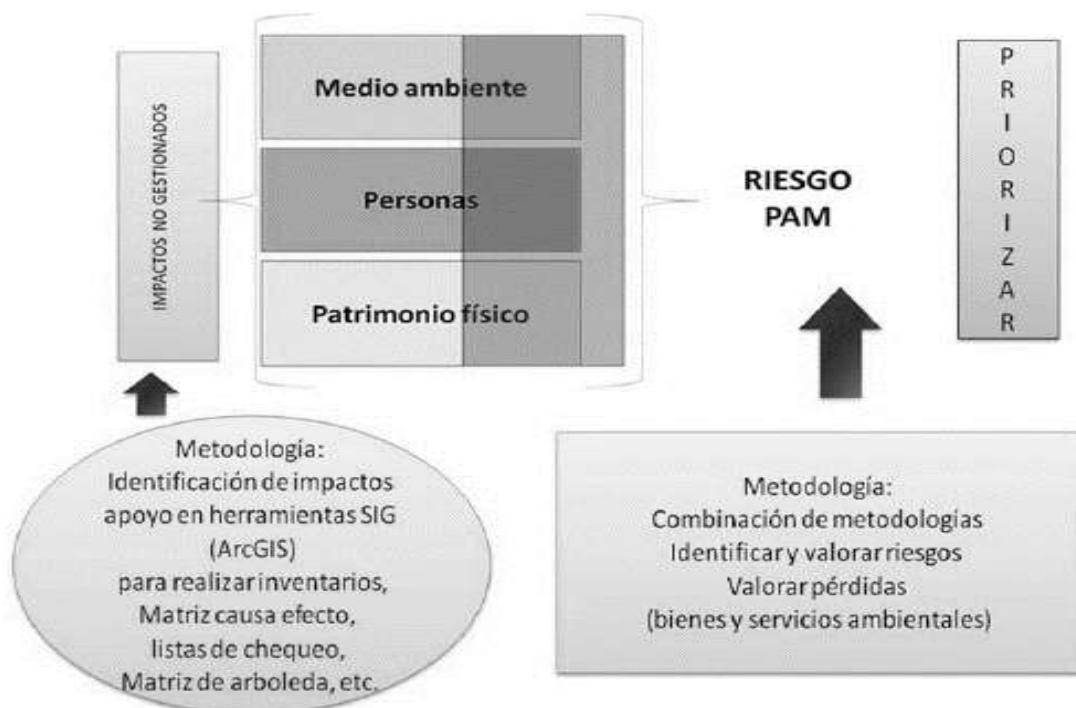 IMPACTOS NO GESTIONADOS
Medio ambiente
Personas
Patrimonio físico
RIESGO
PAM
PRIORIZAR
Metodología:
Identificación de impactos
apoyo en herramientas SIG
(ArcGIS)
para realizar inventarios,
Matriz causa efecto,
listas de chequeo,
Matriz de arboleda, etc.
Metodología:
Combinación de metodologías
Identificar y valorar riesgos
Valorar pérdidas
(bienes y servicios ambientales)